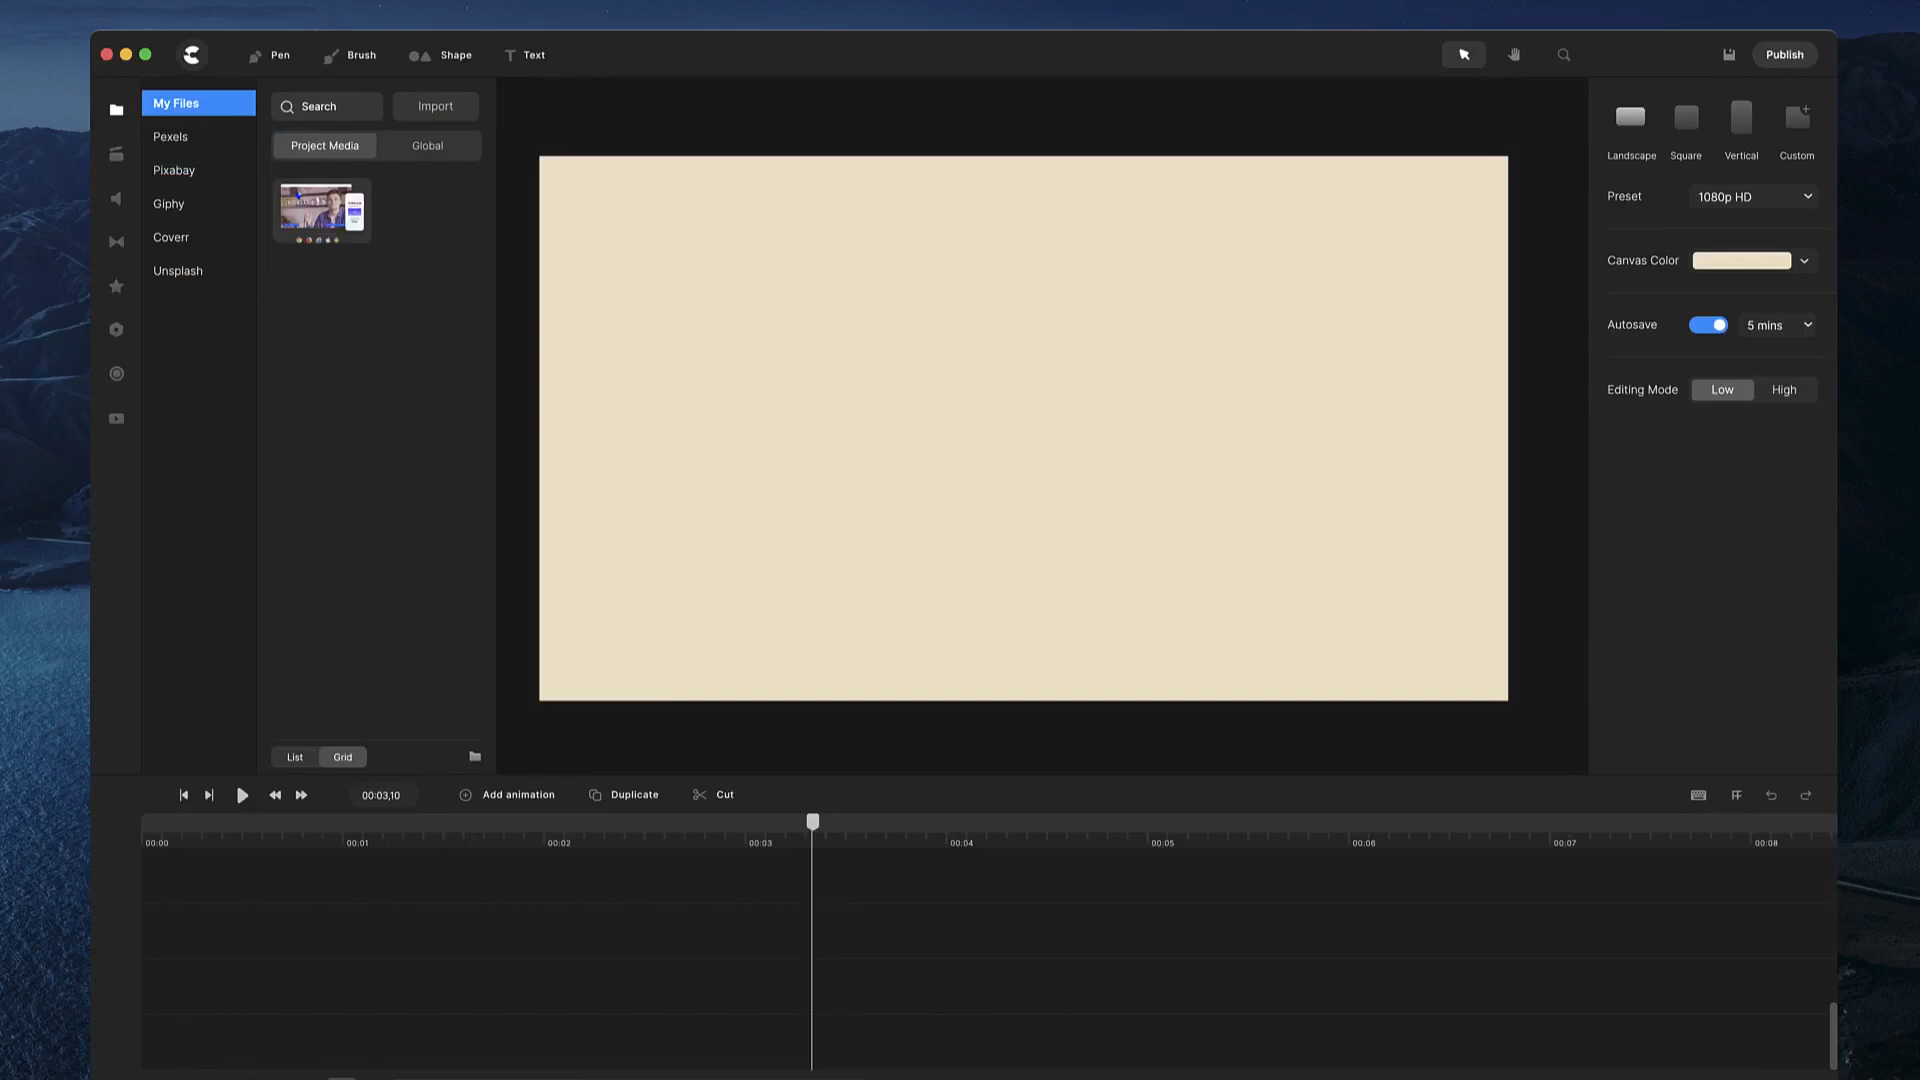 Pen
Brush
Shape
Text
Publish
My Files
Pexels
Pixabay
Giphy
Coverr
Unsplash
Search
Import
Project Media
Global
List
Grid
Landscape
Square
Vertical
Custom
Preset
1080p HD
Canvas Color
Autosave
5 mins
Editing Mode
Low
High
00:03,10
Add animation
Duplicate
Cut
00:00
00:01
00:02
00:03
00:04
00:05
00:06
00:07
00:08